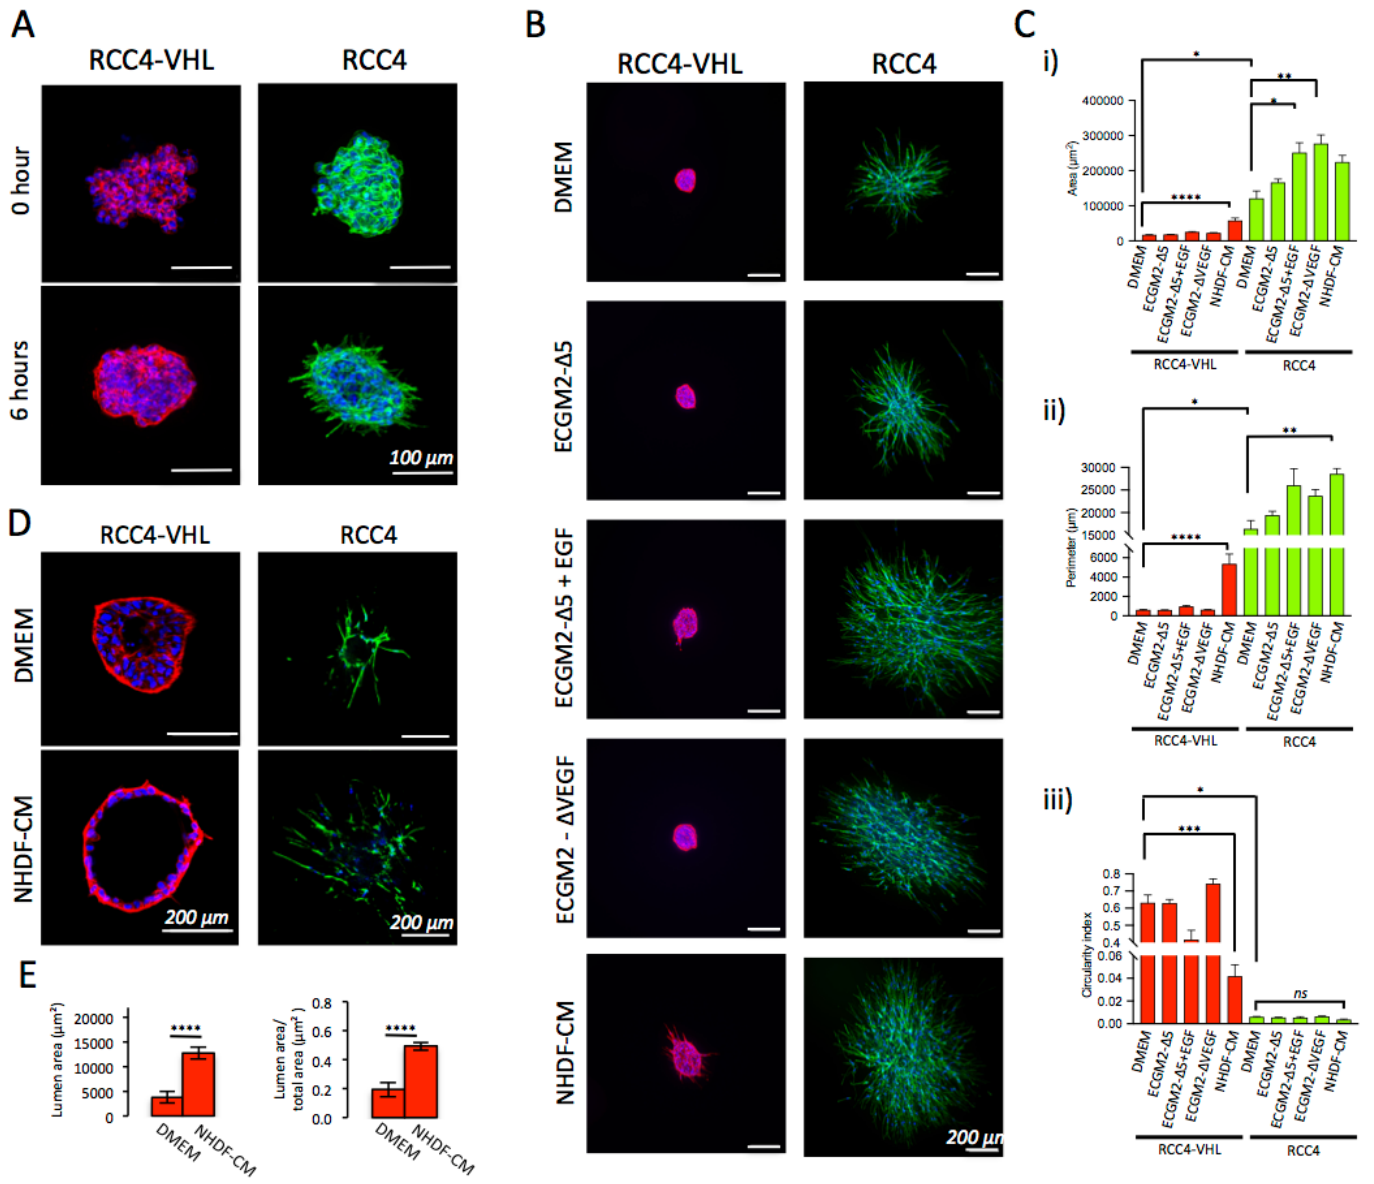 A
RCC4-VHL
RCC4
0 hour
6 hours
100 µm
B
RCC4-VHL
RCC4
DMEM
ECGM2-Δ5
ECGM2-Δ5 + EGF
ECGM2 - ΔVEGF
NHDF-CM
200 µm
C
i)
*
**
*
****
Area (µm²)
400000
300000
200000
100000
0
DMEM
ECGM2-Δ5
ECGM2-Δ5+EGF
ECGM2-ΔVEGF
NHDF-CM
DMEM
ECGM2-Δ5
ECGM2-Δ5+EGF
ECGM2-ΔVEGF
NHDF-CM
RCC4-VHL
RCC4
ii)
*
**
****
Perimeter (µm)
30000
25000
20000
15000
6000
4000
2000
0
DMEM
ECGM2-Δ5
ECGM2-Δ5+EGF
ECGM2-ΔVEGF
NHDF-CM
DMEM
ECGM2-Δ5
ECGM2-Δ5+EGF
ECGM2-ΔVEGF
NHDF-CM
RCC4-VHL
RCC4
iii)
*
***
ns
Circularity index
0.8
0.7
0.6
0.5
0.4
0.06
0.04
0.02
0.00
DMEM
ECGM2-Δ5
ECGM2-Δ5+EGF
ECGM2-ΔVEGF
NHDF-CM
DMEM
ECGM2-Δ5
ECGM2-Δ5+EGF
ECGM2-ΔVEGF
NHDF-CM
RCC4-VHL
RCC4
D
RCC4-VHL
RCC4
DMEM
NHDF-CM
200 µm
200 µm
E
Lumen area (µm²)
20000
15000
10000
5000
0
****
DMEM
NHDF-CM
Lumen area/
total area (µm²)
0.8
0.6
0.4
0.2
0.0
****
DMEM
NHDF-CM